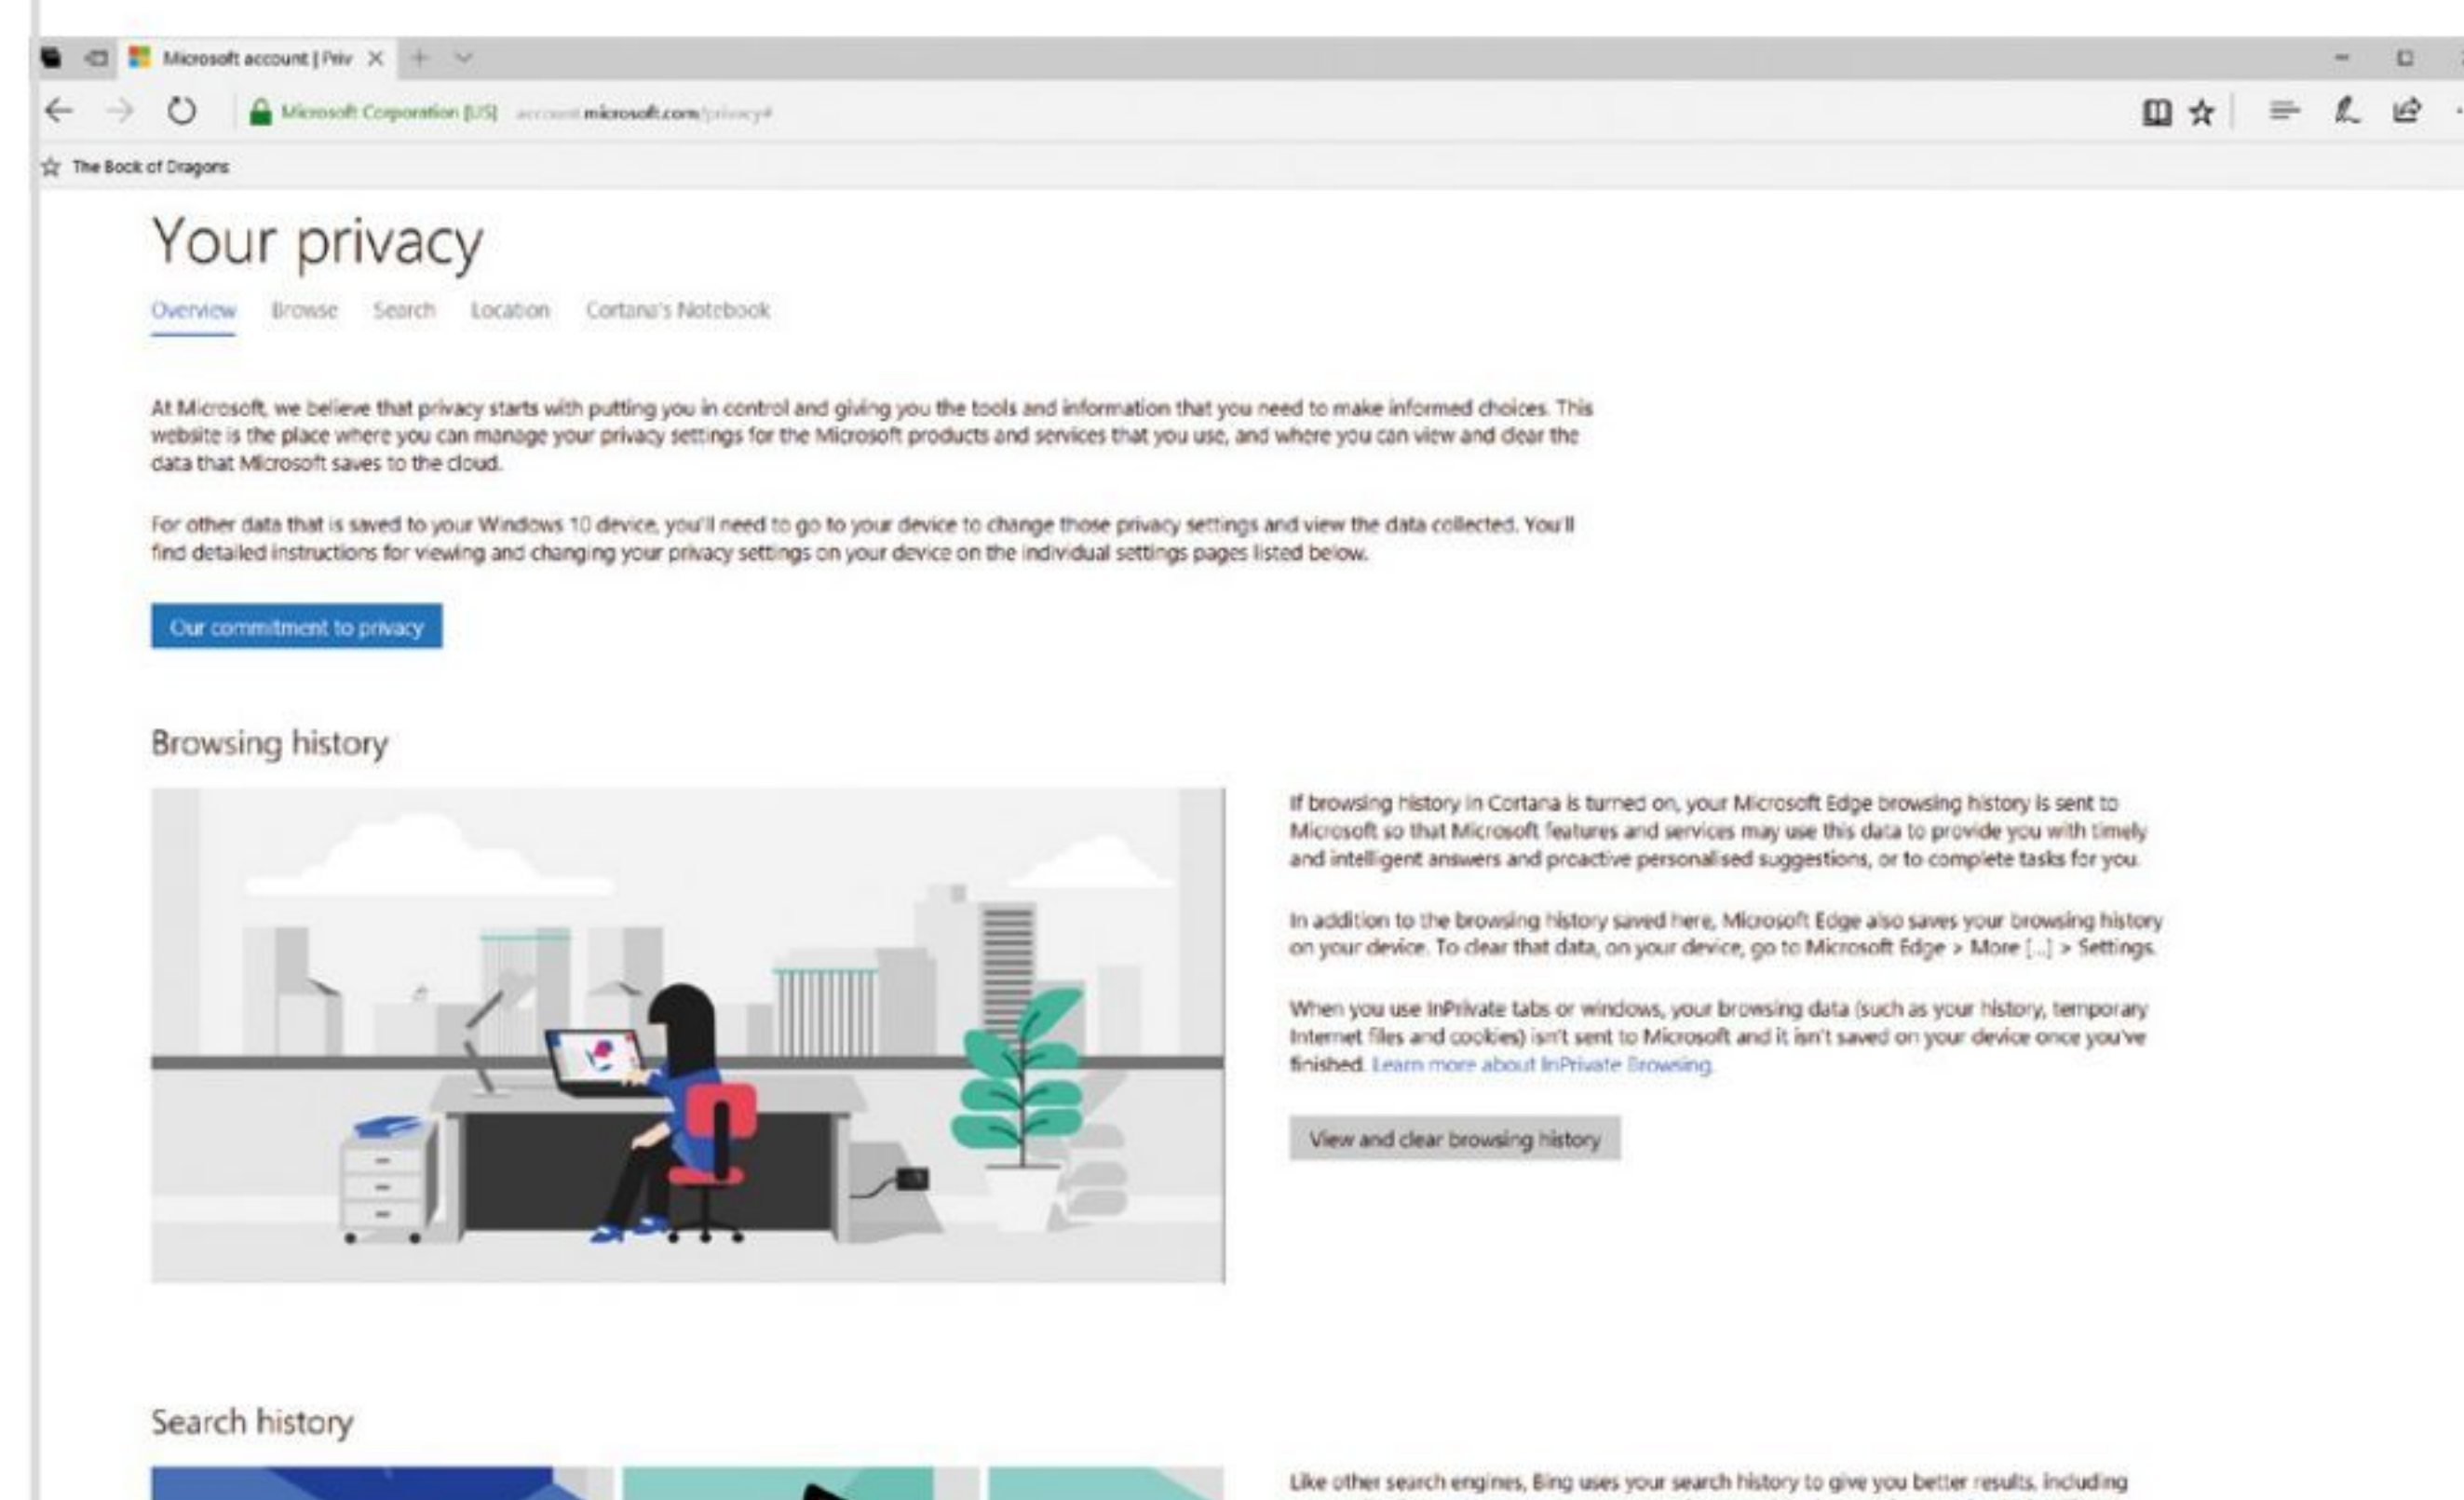 Microsoft account | Priv
Microsoft Corporation [US] account.microsoft.com/privacy#
The Bock of Dragons
Your privacy
Overview Browse Search Location Cortana's Notebook
At Microsoft, we believe that privacy starts with putting you in control and giving you the tools and information that you need to make informed choices. This
website is the place where you can manage your privacy settings for the Microsoft products and services that you use, and where you can view and clear the
data that Microsoft saves to the cloud.
For other data that is saved to your Windows 10 device, you'll need to go to your device to change those privacy settings and view the data collected. You'll
find detailed instructions for viewing and changing your privacy settings on your device on the individual settings pages listed below.
Our commitment to privacy
Browsing history
If browsing history in Cortana is turned on, your Microsoft Edge browsing history is sent to
Microsoft so that Microsoft features and services may use this data to provide you with timely
and intelligent answers and proactive personalised suggestions, or to complete tasks for you.
In addition to the browsing history saved here, Microsoft Edge also saves your browsing history
on your device. To clear that data, on your device, go to Microsoft Edge > More [...] > Settings.
When you use InPrivate tabs or windows, your browsing data (such as your history, temporary
Internet files and cookies) isn't sent to Microsoft and it isn't saved on your device once you've
finished. Learn more about InPrivate Browsing.
View and clear browsing history
Search history
Like other search engines, Bing uses your search history to give you better results, including